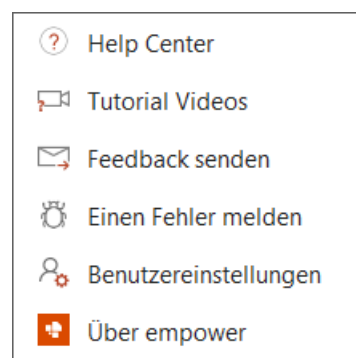 Help Center
Tutorial Videos
Feedback senden
Einen Fehler melden
Benutzereinstellungen
Über empower